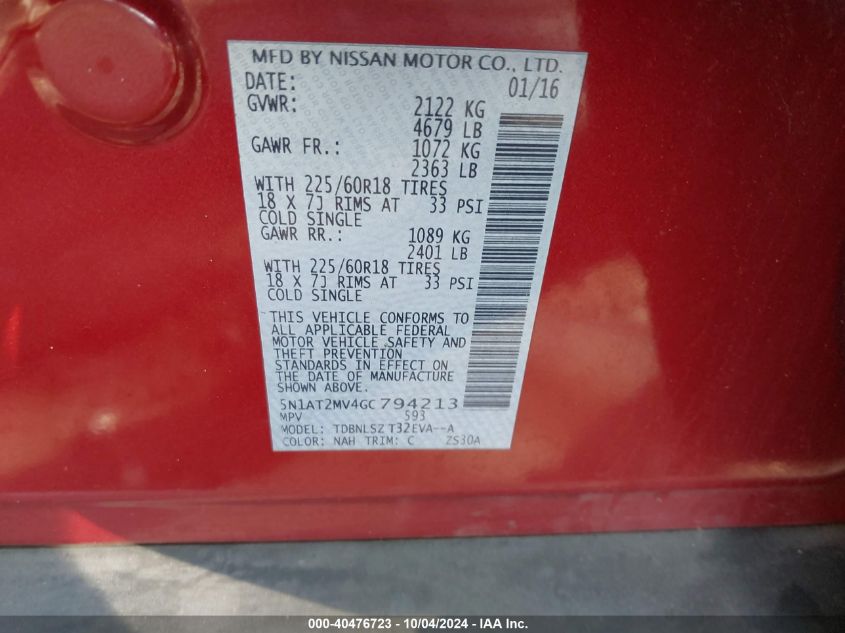 MFD BY NISSAN MOTOR CO., LTD.
DATE: 01/16
GVWR: 2122 KG
4679 LB
GAWR FR.: 1072 KG
2363 LB
WITH 225/60R18 TIRES
18 X 7J RIMS AT 33 PSI
COLD SINGLE
GAWR RR.: 1089 KG
2401 LB
WITH 225/60R18 TIRES
18 X 7J RIMS AT 33 PSI
COLD SINGLE
THIS VEHICLE CONFORMS TO
ALL APPLICABLE FEDERAL
MOTOR VEHICLE SAFETY AND
THEFT PREVENTION
STANDARDS IN EFFECT ON
THE DATE OF MANUFACTURE
SHOWN ABOVE.
5N1AT2MV4GC794213
MPV 593
MODEL: TDBNLSZ T32EVA--A
COLOR: NAH TRIM: C ZS30A
000-40476723 - 10/04/2024 - IAA Inc.